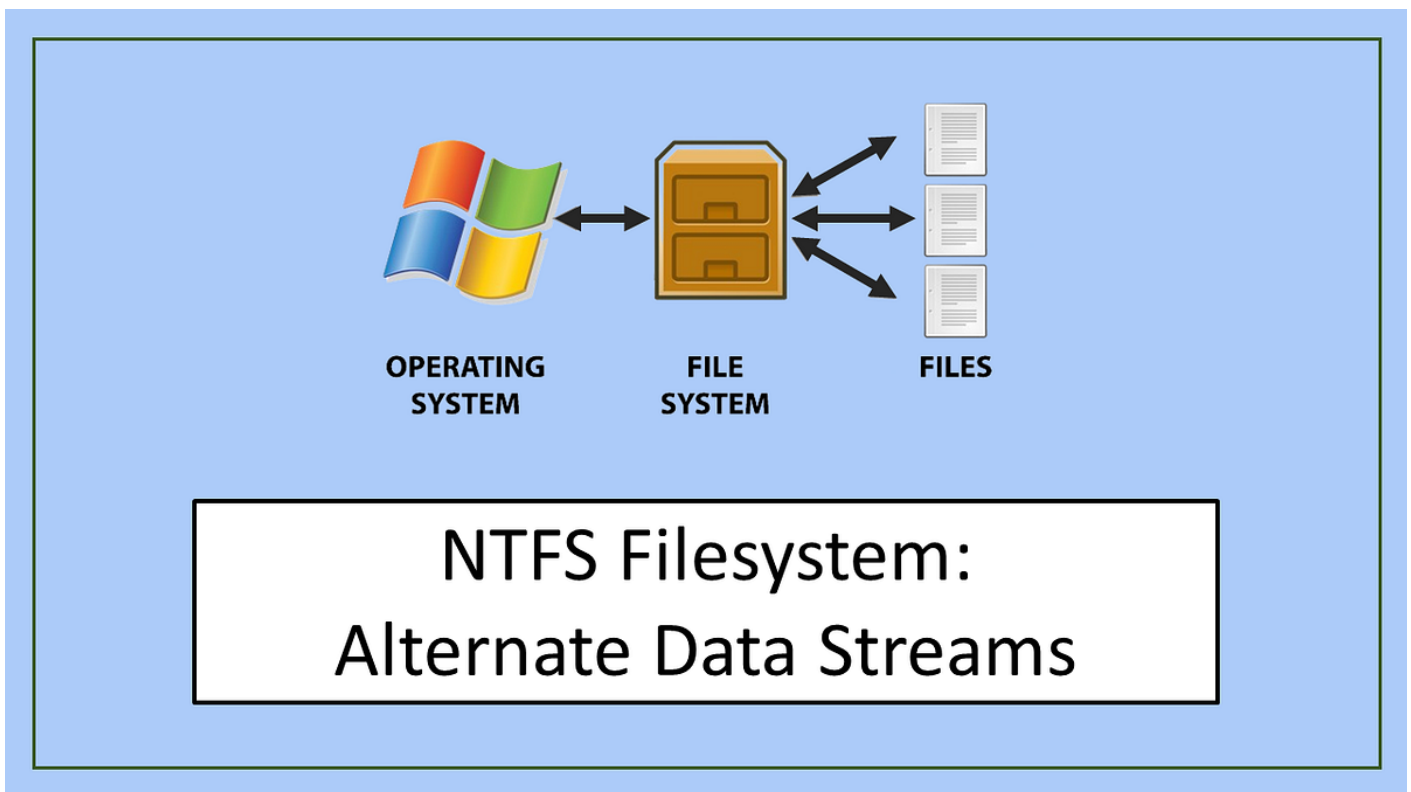 OPERATING
SYSTEM
FILE
SYSTEM
FILES
NTFS Filesystem:
Alternate Data Streams